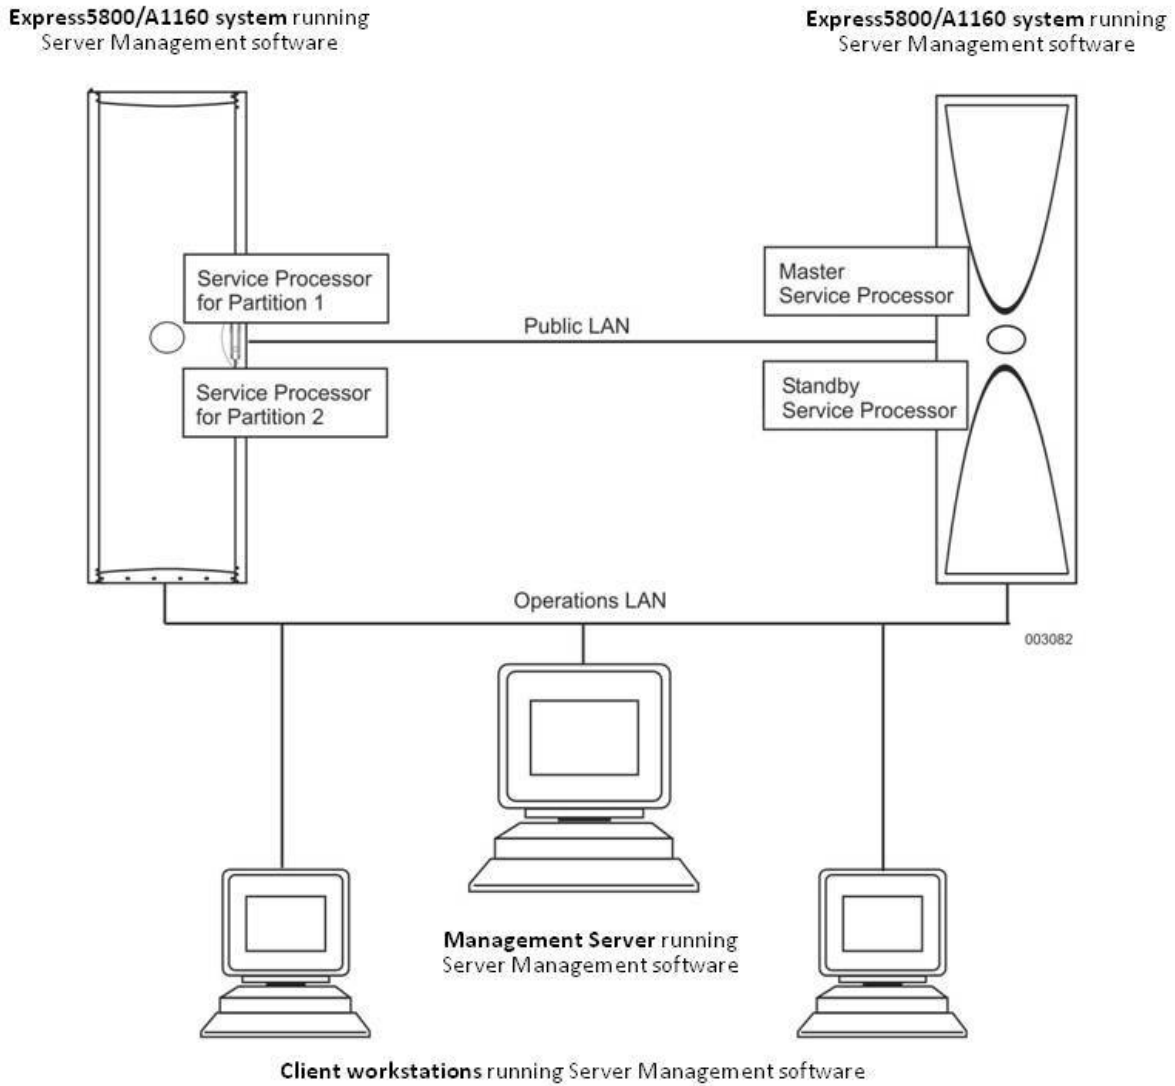 Express5800/A1160 system running
Server Management software
Express5800/A1160 system running
Server Management software
Service Processor
for Partition 1
Master
Service Processor
Public LAN
Service Processor
for Partition 2
Standby
Service Processor
Operations LAN
003082
Management Server running
Server Management software
Client workstations running Server Management software